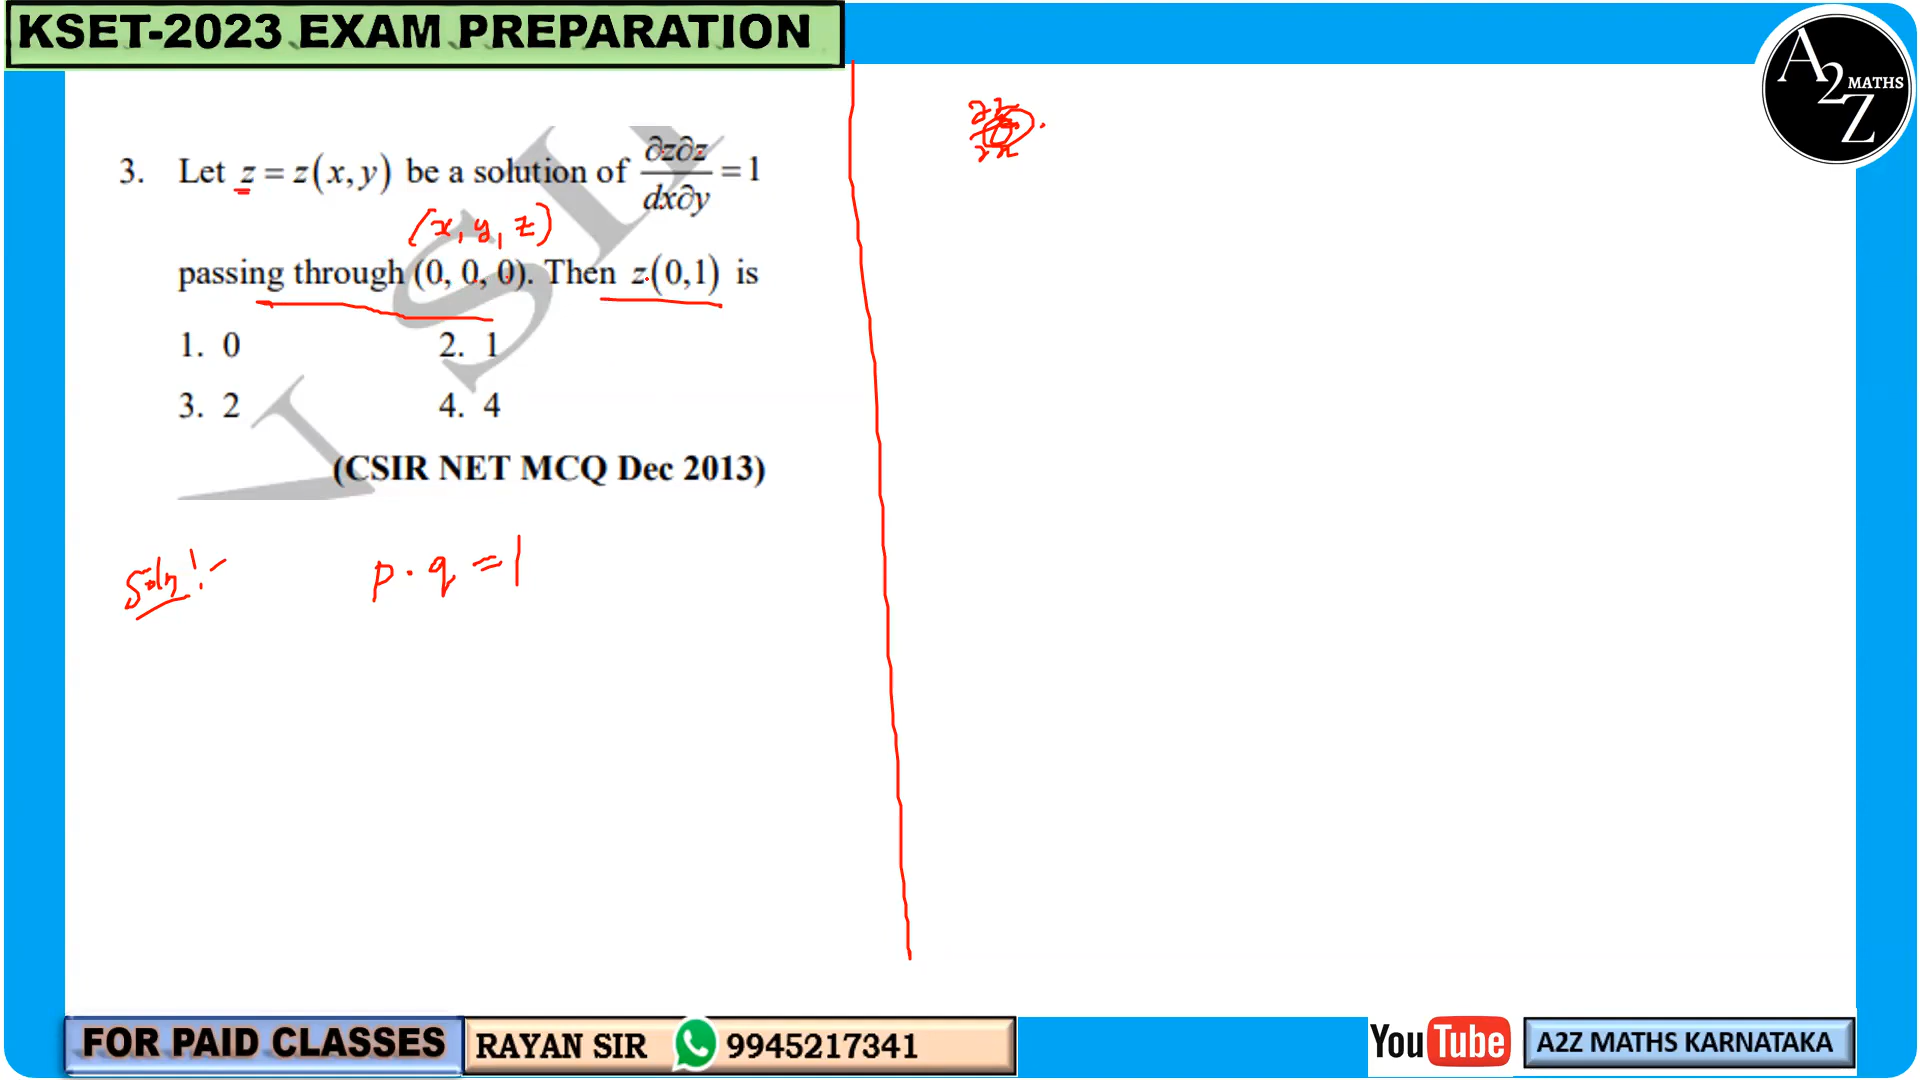 KSET-2023 EXAM PREPARATION
A2Z MATHS
3. Let z = z(x, y) be a solution of ∂z∂z/dx∂y = 1
(x, y, z)
passing through (0, 0, 0). Then z(0,1) is
1. 0 2. 1
3. 2 4. 4
(CSIR NET MCQ Dec 2013)
Soln:- p · q = 1
FOR PAID CLASSES RAYAN SIR 9945217341
YouTube A2Z MATHS KARNATAKA